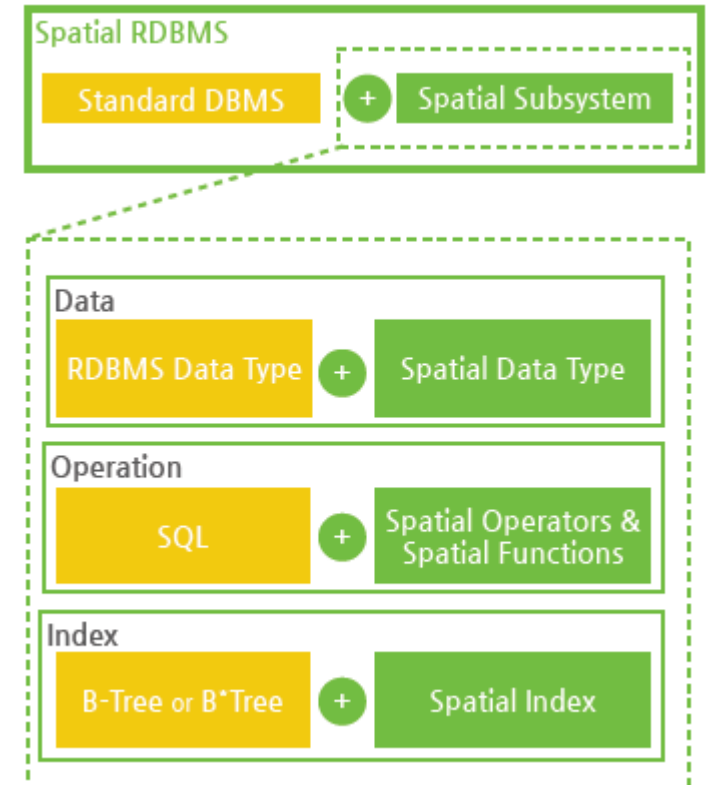 Spatial RDBMS
Standard DBMS + Spatial Subsystem
Data
RDBMS Data Type + Spatial Data Type
Operation
SQL + Spatial Operators &
Spatial Functions
Index
B-Tree or B*Tree + Spatial Index